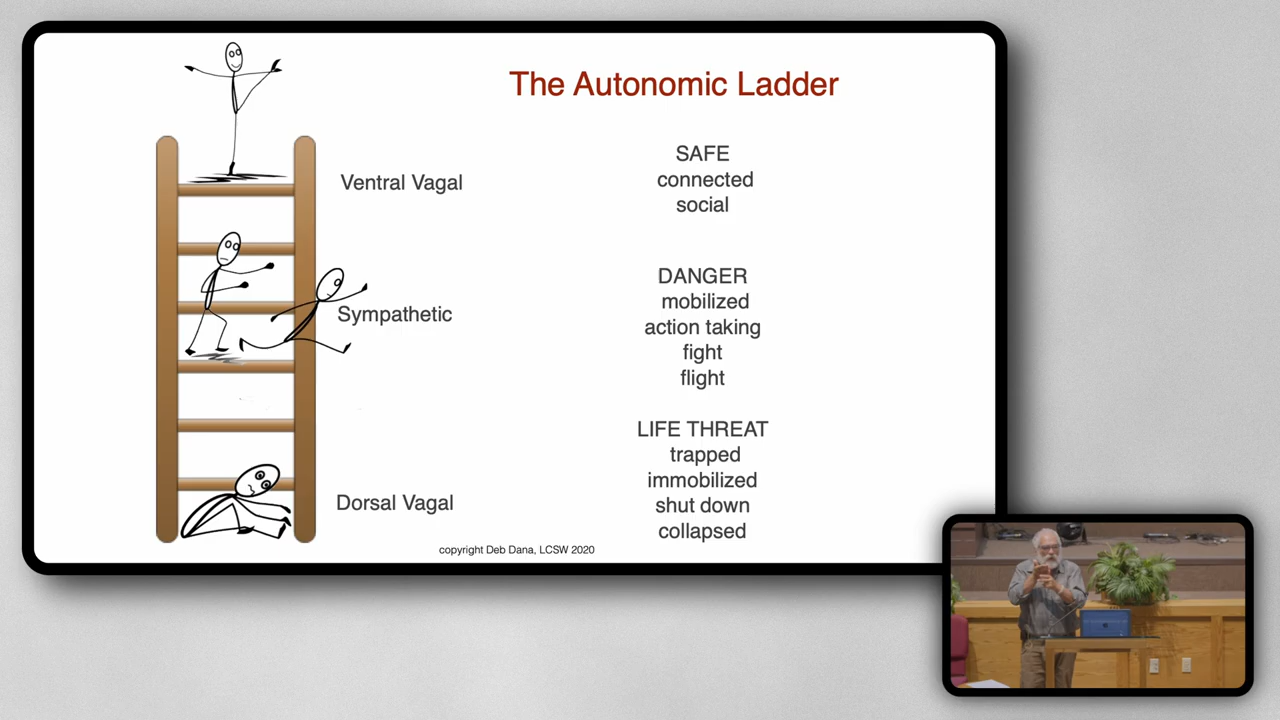 The Autonomic Ladder
Ventral Vagal
SAFE
connected
social
Sympathetic
DANGER
mobilized
action taking
fight
flight
Dorsal Vagal
LIFE THREAT
trapped
immobilized
shut down
collapsed
copyright Deb Dana, LCSW 2020